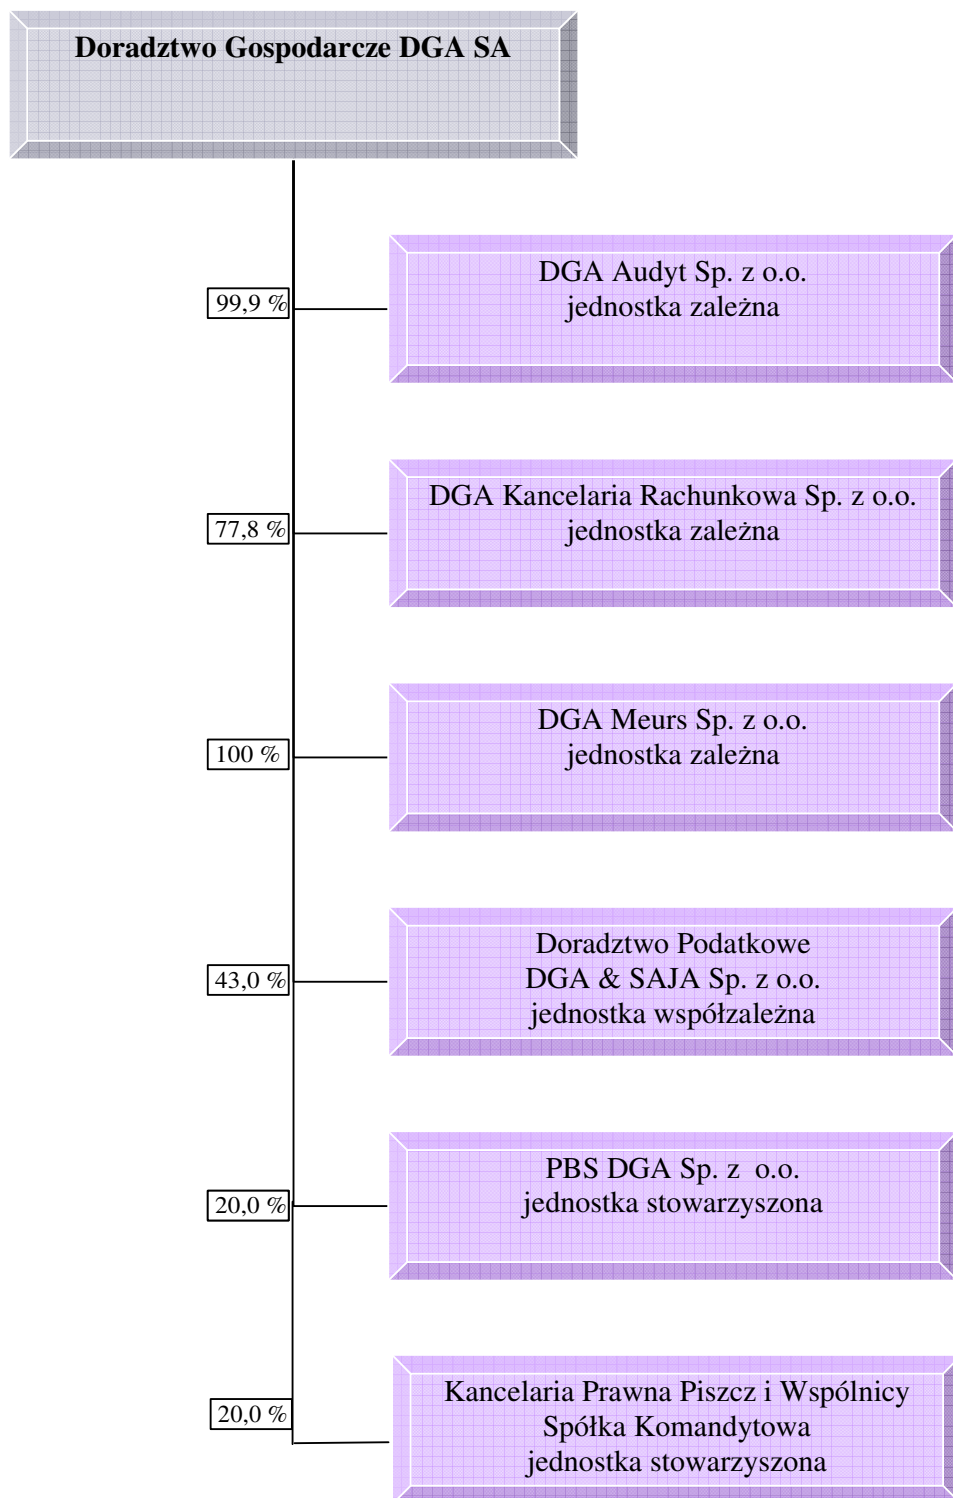 Doradztwo Gospodarcze DGA SA
99,9 %
DGA Audyt Sp. z o.o.
jednostka zależna
77,8 %
DGA Kancelaria Rachunkowa Sp. z o.o.
jednostka zależna
100 %
DGA Meurs Sp. z o.o.
jednostka zależna
43,0 %
Doradztwo Podatkowe
DGA & SAJA Sp. z o.o.
jednostka współzależna
20,0 %
PBS DGA Sp. z o.o.
jednostka stowarzyszona
20,0 %
Kancelaria Prawna Piszcz i Wspólnicy
Spółka Komandytowa
jednostka stowarzyszona